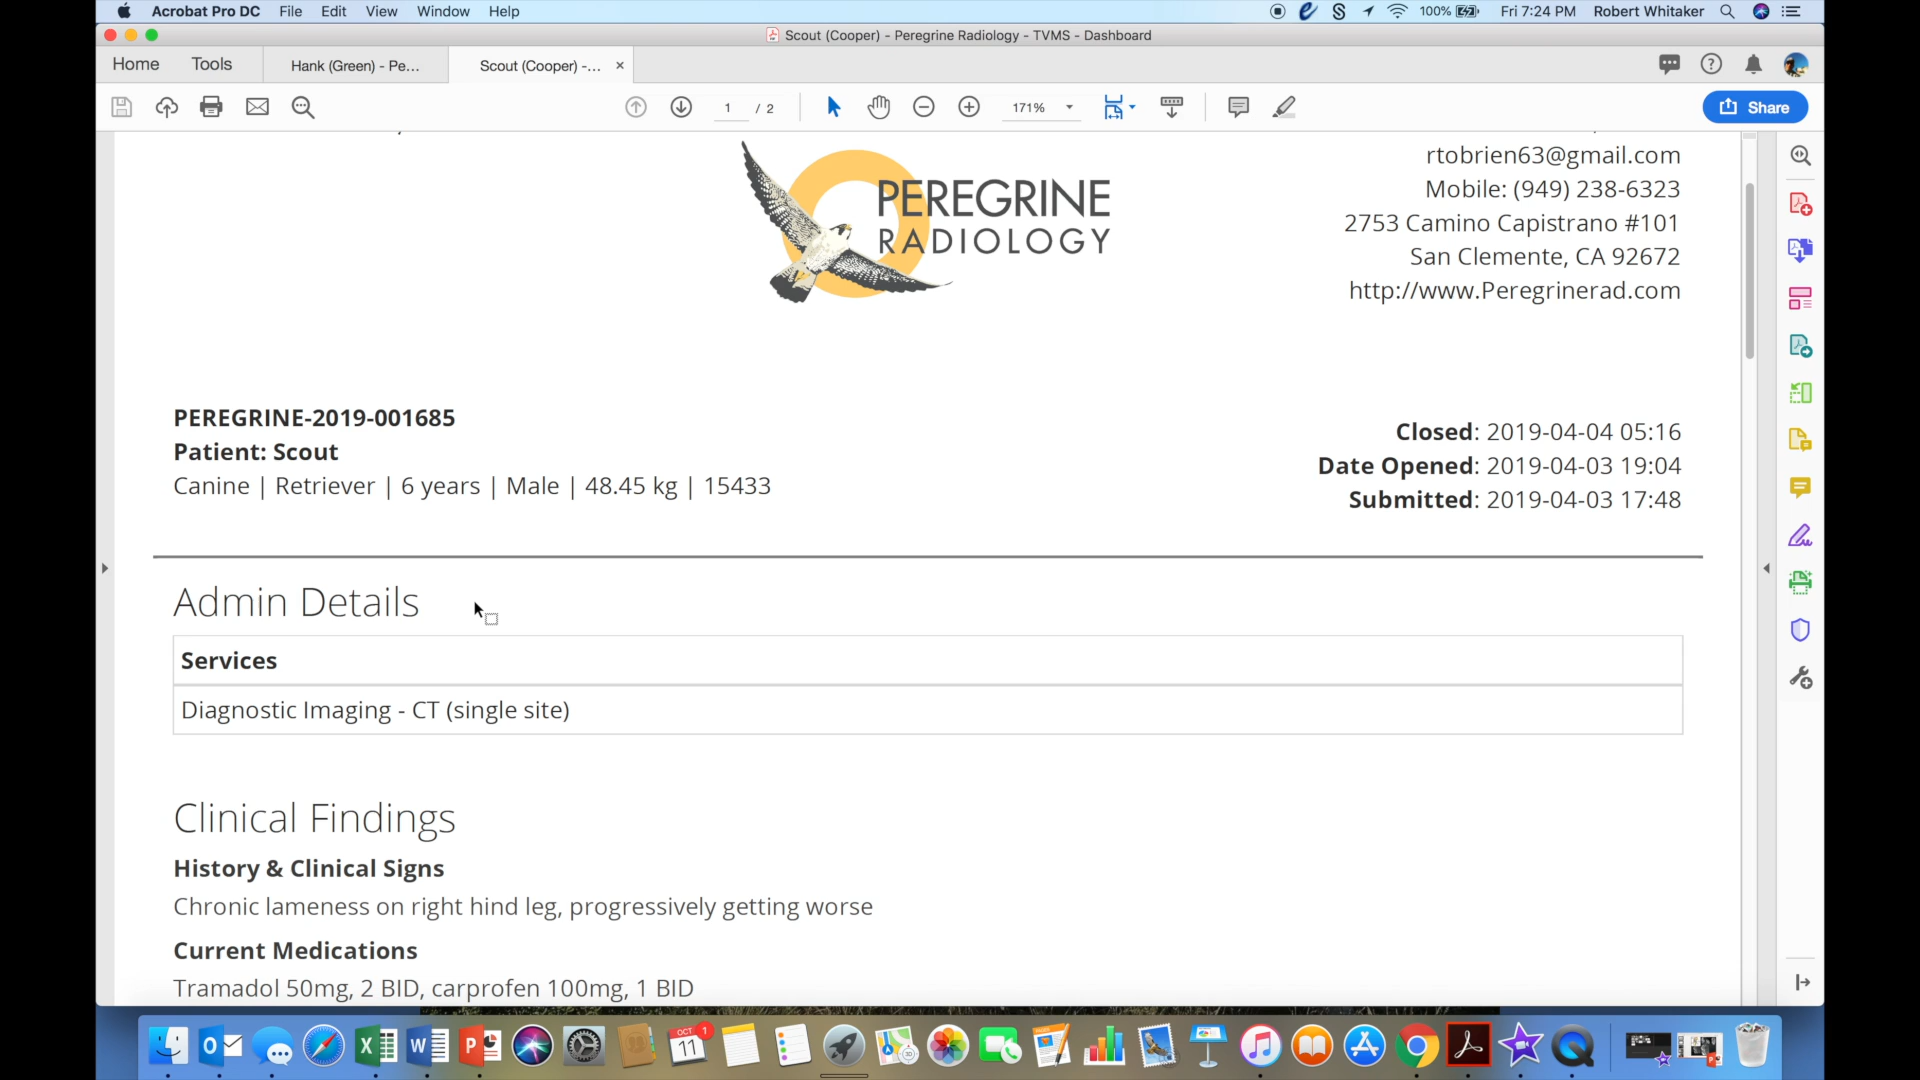 Acrobat Pro DC File Edit View Window Help
100% Fri 7:24 PM Robert Whitaker
Scout (Cooper) - Peregrine Radiology - TVMS - Dashboard
Home Tools Hank (Green) - Pe... Scout (Cooper) -... ×
1 / 2 171% Share
PEREGRINE
RADIOLOGY
rtobrien63@gmail.com
Mobile: (949) 238-6323
2753 Camino Capistrano #101
San Clemente, CA 92672
http://www.Peregrinerad.com
PEREGRINE-2019-001685
Patient: Scout
Canine | Retriever | 6 years | Male | 48.45 kg | 15433
Closed: 2019-04-04 05:16
Date Opened: 2019-04-03 19:04
Submitted: 2019-04-03 17:48
Admin Details
Services
Diagnostic Imaging - CT (single site)
Clinical Findings
History & Clinical Signs
Chronic lameness on right hind leg, progressively getting worse
Current Medications
Tramadol 50mg, 2 BID, carprofen 100mg, 1 BID
OCT 1
11